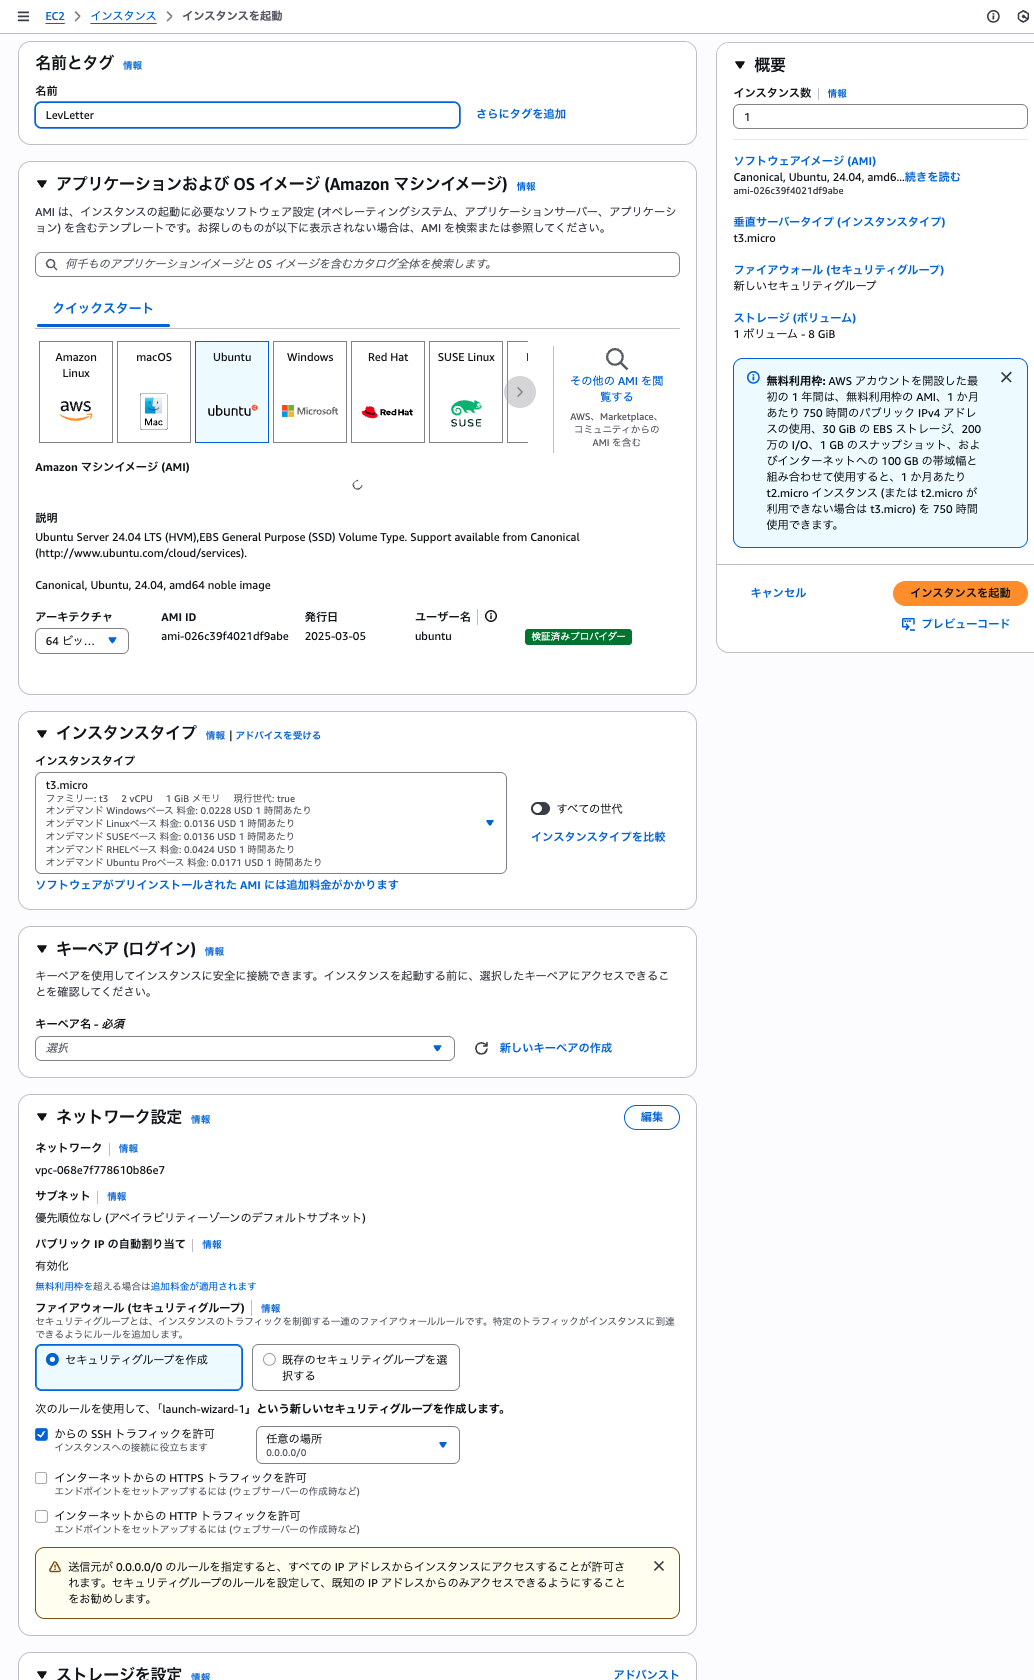 EC2 > インスタンス > インスタンスを起動
名前とタグ 情報
名前
LevLetter
さらにタグを追加
アプリケーションおよび OS イメージ (Amazon マシンイメージ) 情報
AMI は、インスタンスの起動に必要なソフトウェア設定 (オペレーティングシステム、アプリケーションサーバー、アプリケーシ
ョン) を含むテンプレートです。お探しのものが以下に表示されない場合は、AMI を検索または参照してください。
何千ものアプリケーションイメージと OS イメージを含むカタログ全体を検索します。
クイックスタート
Amazon
Linux
aws
macOS
Mac
Ubuntu
ubuntu
Windows
Microsoft
Red Hat
RedHat
SUSE Linux
SUSE
その他の AMI を閲
覧する
AWS、Marketplace、
コミュニティからの
AMI を含む
Amazon マシンイメージ (AMI)
説明
Ubuntu Server 24.04 LTS (HVM),EBS General Purpose (SSD) Volume Type. Support available from Canonical
(http://www.ubuntu.com/cloud/services).
Canonical, Ubuntu, 24.04, amd64 noble image
アーキテクチャ
64 ビッ...
AMI ID
ami-026c39f4021df9abe
発行日
2025-03-05
ユーザー名
ubuntu
検証済みプロバイダー
インスタンスタイプ 情報 | アドバイスを受ける
インスタンスタイプ
t3.micro
ファミリー: t3 2 vCPU 1 GiB メモリ 現行世代: true
オンデマンド Windowsベース 料金: 0.0228 USD 1 時間あたり
オンデマンド Linuxベース 料金: 0.0136 USD 1 時間あたり
オンデマンド SUSEベース 料金: 0.0136 USD 1 時間あたり
オンデマンド RHELベース 料金: 0.0424 USD 1 時間あたり
オンデマンド Ubuntu Proベース 料金: 0.0171 USD 1 時間あたり
すべての世代
インスタンスタイプを比較
ソフトウェアがプリインストールされた AMI には追加料金がかかります
キーペア (ログイン) 情報
キーペアを使用してインスタンスに安全に接続できます。インスタンスを起動する前に、選択したキーペアにアクセスできるこ
とを確認してください。
キーペア名 - 必須
選択
新しいキーペアの作成
ネットワーク設定 情報
編集
ネットワーク | 情報
vpc-068e7f778610b86e7
サブネット | 情報
優先順位なし (アベイラビリティーゾーンのデフォルトサブネット)
パブリック IP の自動割り当て | 情報
有効化
無料利用枠を超える場合は追加料金が適用されます
ファイアウォール (セキュリティグループ) | 情報
セキュリティグループとは、インスタンスのトラフィックを制御する一連のファイアウォールルールです。特定のトラフィックがインスタンスに到達
できるようにルールを追加します。
セキュリティグループを作成
既存のセキュリティグループを選
択する
次のルールを使用して、「launch-wizard-1」という新しいセキュリティグループを作成します。
からの SSH トラフィックを許可
インスタンスへの接続に役立ちます
任意の場所
0.0.0.0/0
インターネットからの HTTPS トラフィックを許可
エンドポイントをセットアップするには (ウェブサーバーの作成時など)
インターネットからの HTTP トラフィックを許可
エンドポイントをセットアップするには (ウェブサーバーの作成時など)
送信元が 0.0.0.0/0 のルールを指定すると、すべての IP アドレスからインスタンスにアクセスすることが許可さ
れます。セキュリティグループのルールを設定して、既知の IP アドレスからのみアクセスできるようにすること
をお勧めします。
ストレージを設定 情報
アドバンスト
概要
インスタンス数 | 情報
1
ソフトウェアイメージ (AMI)
Canonical, Ubuntu, 24.04, amd6...続きを読む
ami-026c39f4021df9abe
垂直サーバータイプ (インスタンスタイプ)
t3.micro
ファイアウォール (セキュリティグループ)
新しいセキュリティグループ
ストレージ (ボリューム)
1 ボリューム - 8 GiB
無料利用枠: AWS アカウントを開設した最
初の 1 年間は、無料利用枠の AMI、1 か月
あたり 750 時間のパブリック IPv4 アドレ
スの使用、30 GiB の EBS ストレージ、200
万の I/O、1 GB のスナップショット、およ
びインターネットへの 100 GB の帯域幅と
組み合わせて使用すると、1 か月あたり
t2.micro インスタンス (または t2.micro が
利用できない場合は t3.micro) を 750 時間
使用できます。
キャンセル
インスタンスを起動
プレビューコード